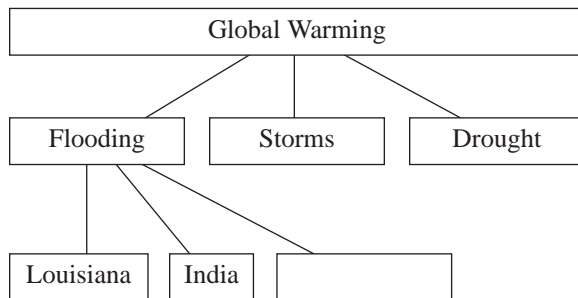 Global Warming
Flooding
Storms
Drought
Louisiana
India